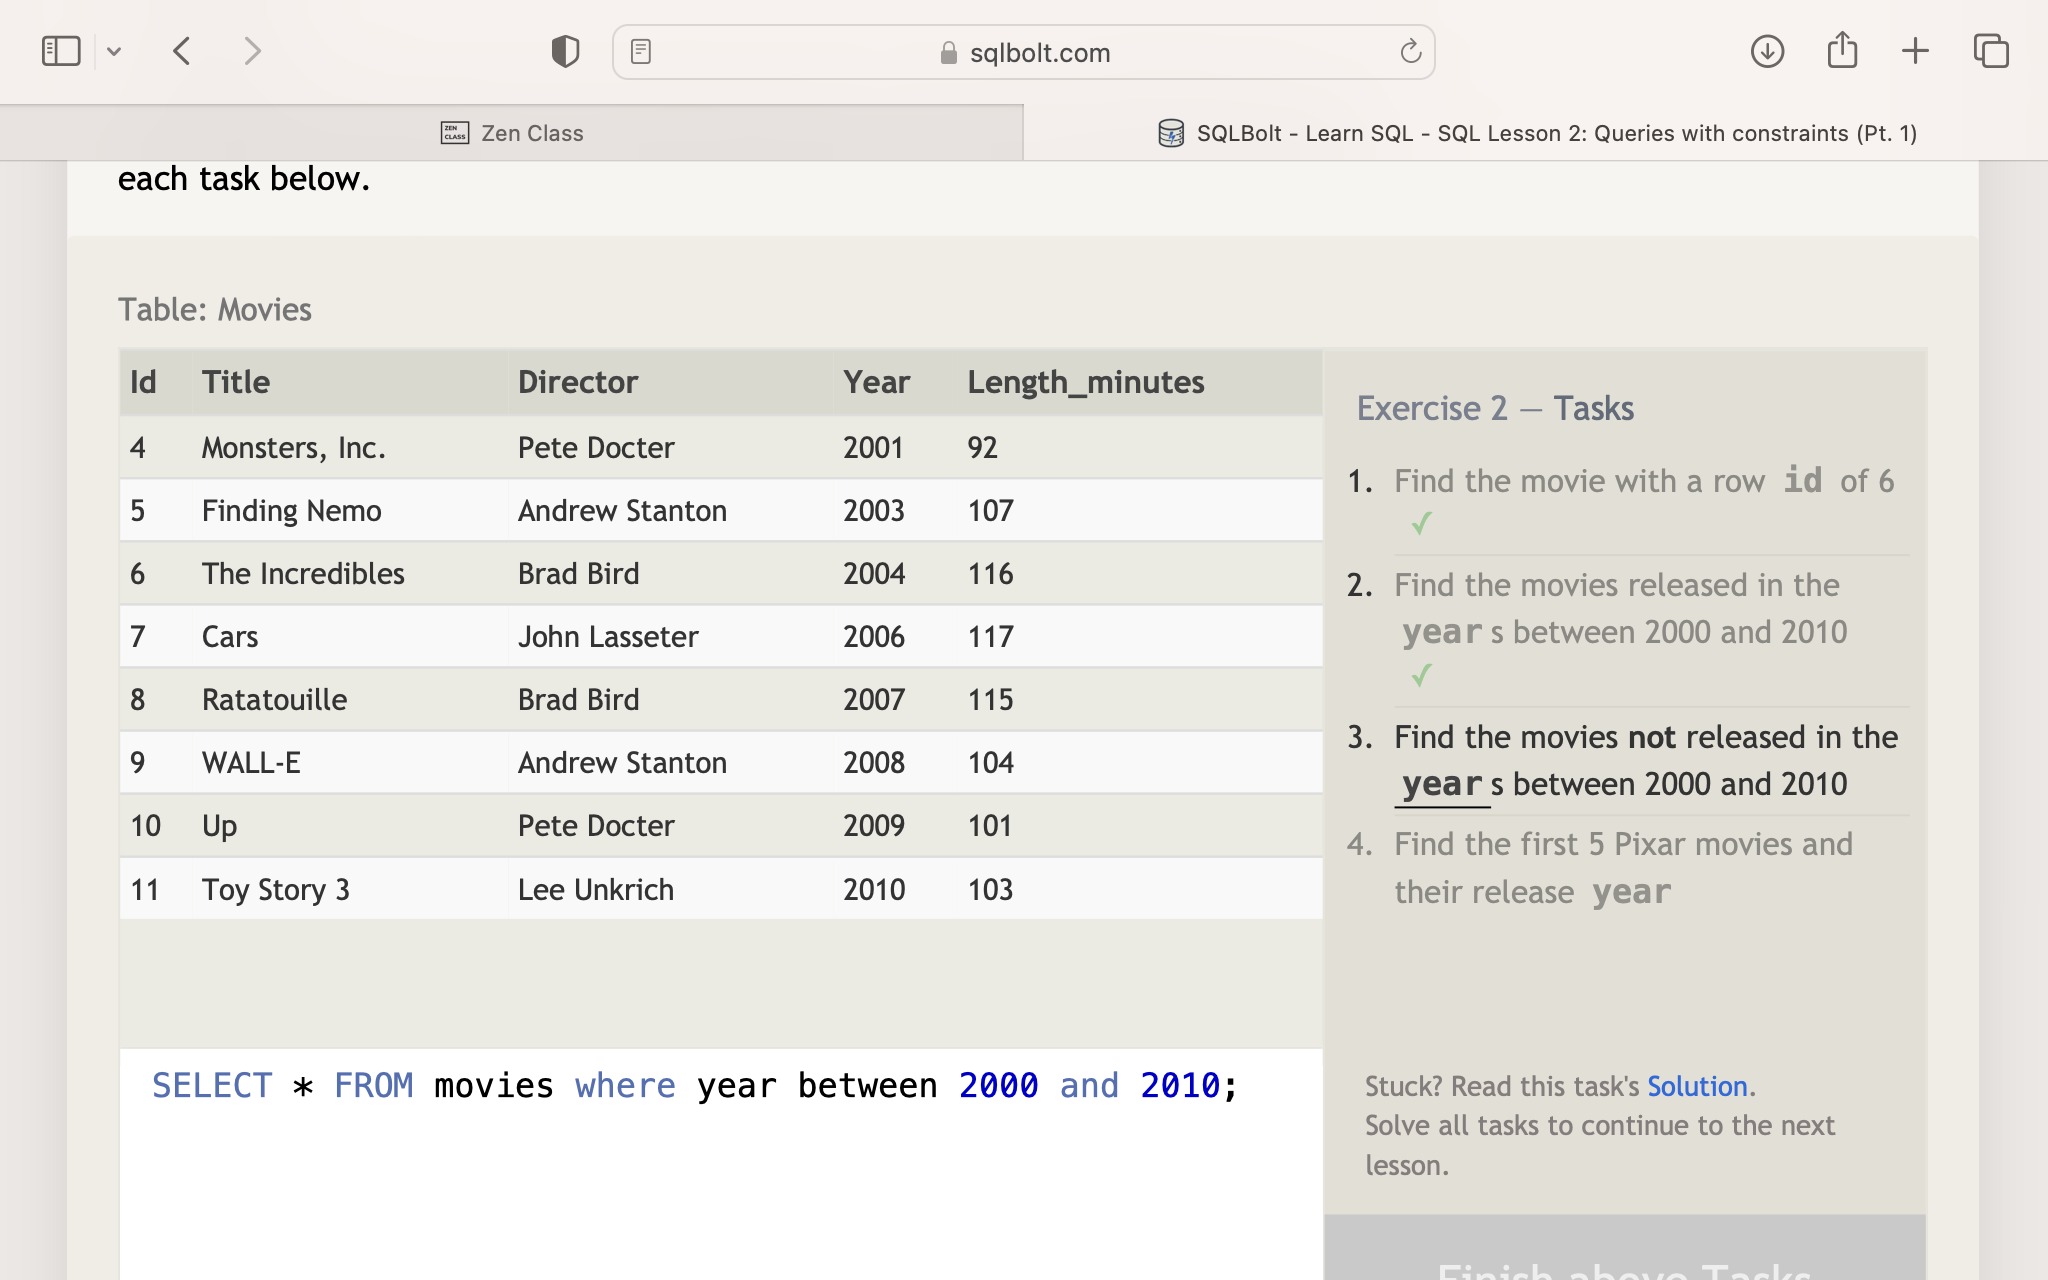 sqlbolt.com
ZEN CLASS Zen Class
SQLBolt - Learn SQL - SQL Lesson 2: Queries with constraints (Pt. 1)
each task below.
Table: Movies
Id Title Director Year Length_minutes
4 Monsters, Inc. Pete Docter 2001 92
5 Finding Nemo Andrew Stanton 2003 107
6 The Incredibles Brad Bird 2004 116
7 Cars John Lasseter 2006 117
8 Ratatouille Brad Bird 2007 115
9 WALL-E Andrew Stanton 2008 104
10 Up Pete Docter 2009 101
11 Toy Story 3 Lee Unkrich 2010 103
SELECT * FROM movies where year between 2000 and 2010;
Exercise 2 — Tasks
1. Find the movie with a row id of 6
✓
2. Find the movies released in the
year s between 2000 and 2010
✓
3. Find the movies not released in the
year s between 2000 and 2010
4. Find the first 5 Pixar movies and
their release year
Stuck? Read this task's Solution.
Solve all tasks to continue to the next
lesson.
Finish above Tasks